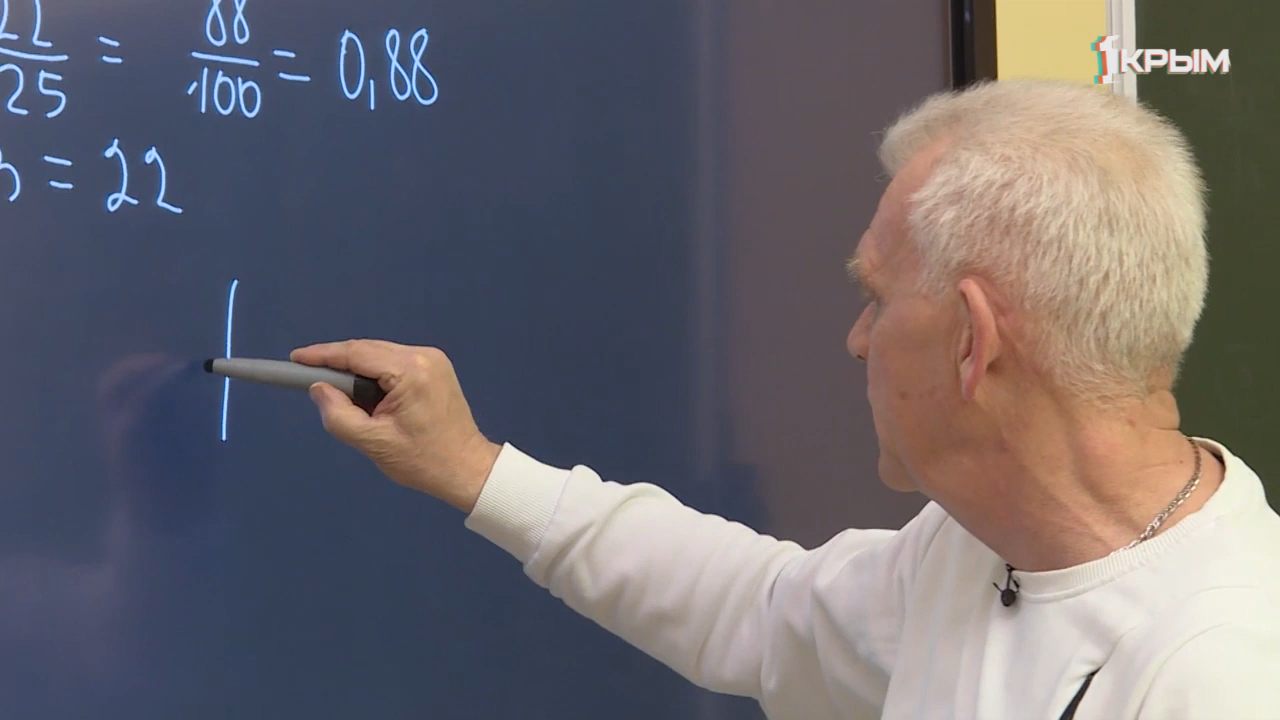 22/25 = 88/100 = 0,88
= 22
1КРЫМ